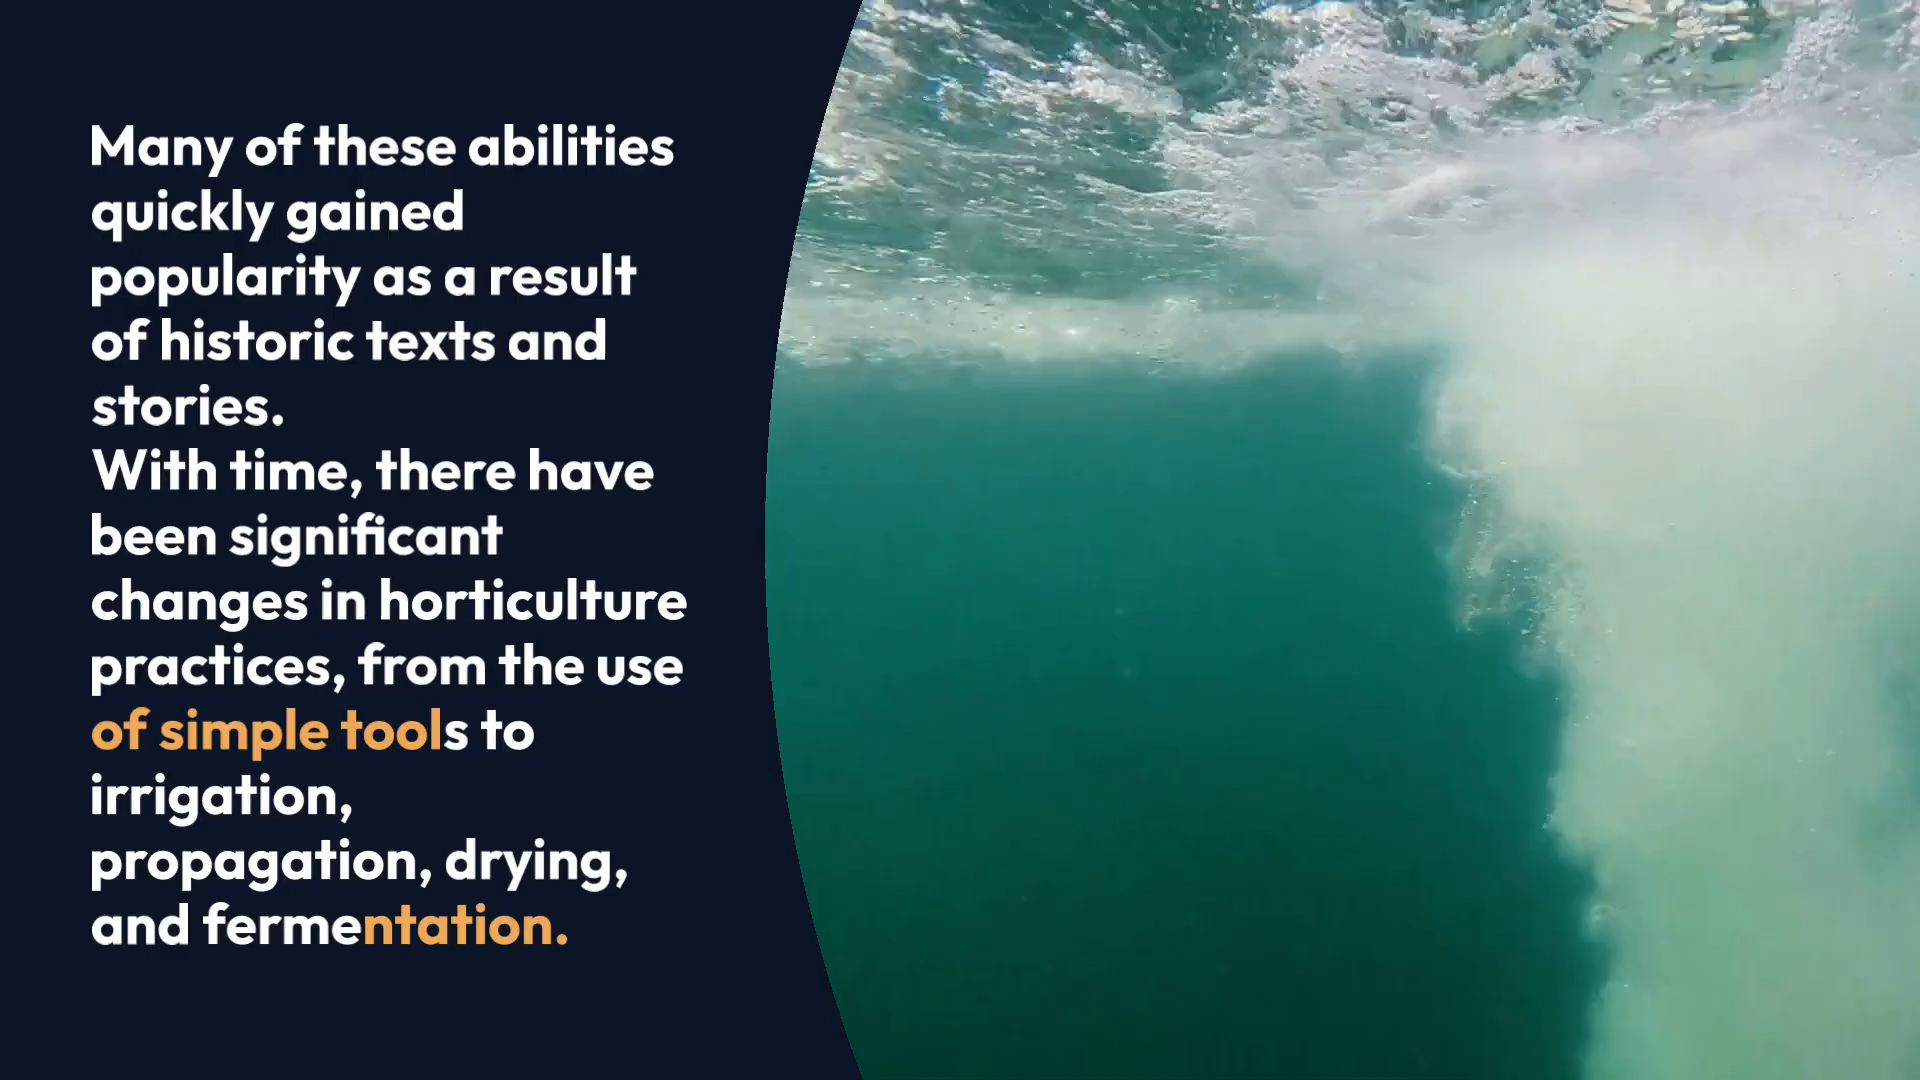 Many of these abilities
quickly gained
popularity as a result
of historic texts and
stories.
With time, there have
been significant
changes in horticulture
practices, from the use
of simple tools to
irrigation,
propagation, drying,
and fermentation.